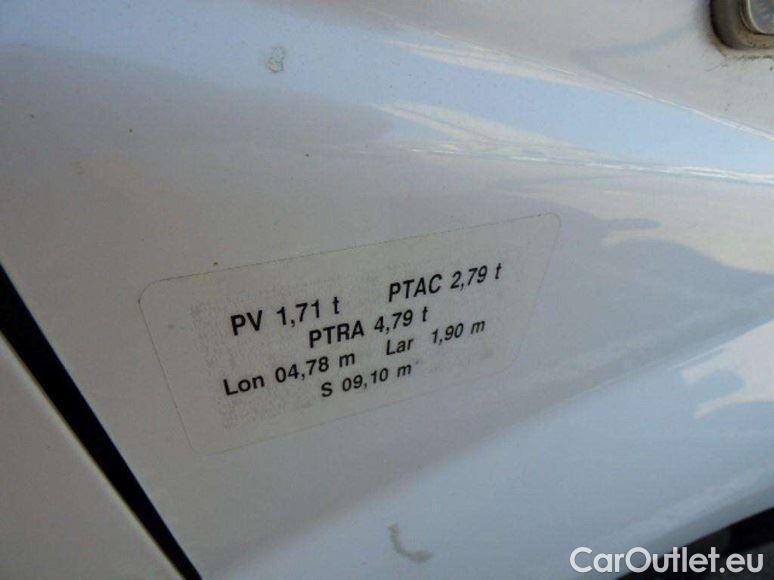 PV 1,71 t PTAC 2,79 t
PTRA 4,79 t
Lon 04,78 m Lar 1,90 m
S 09,10 m²
CarOutlet.eu